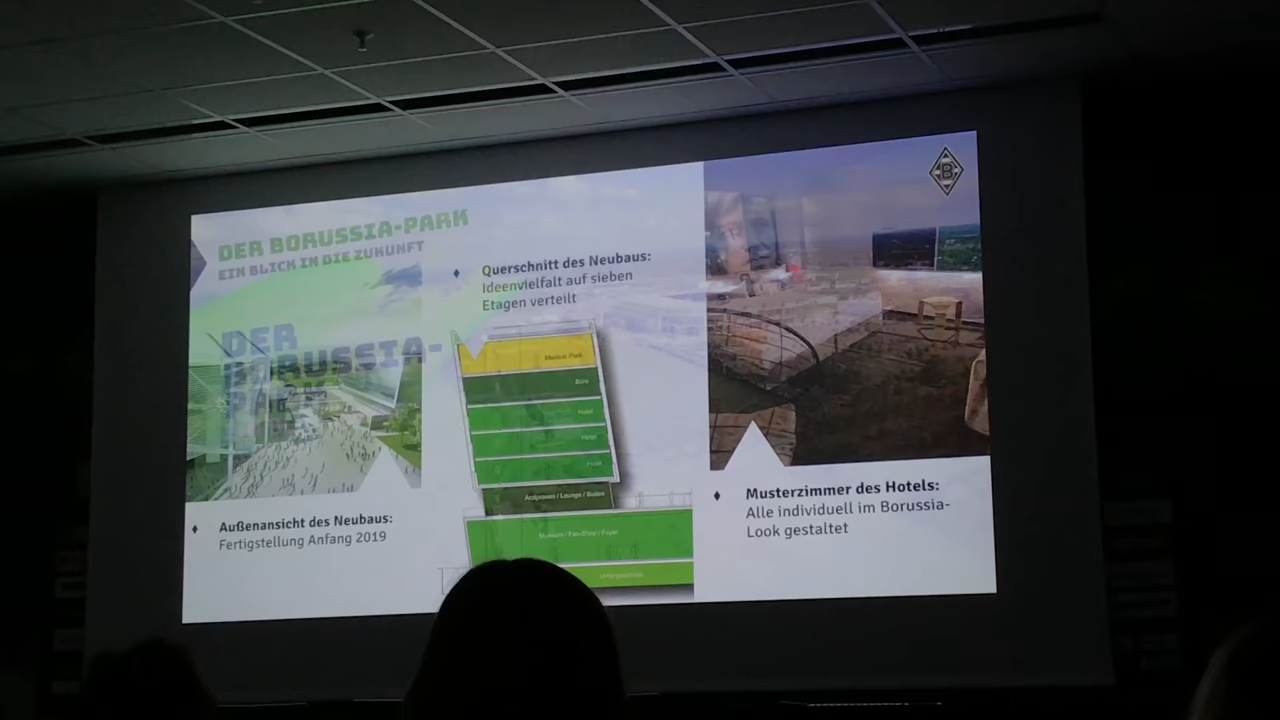 DER BORUSSIA-PARK
EIN BLICK IN DIE ZUKUNFT
DER
BORUSSIA-
PARK
Querschnitt des Neubaus:
Ideenvielfalt auf sieben
Etagen verteilt
Medical Park
Büro
Hotel
Hotel
Hotel
Arztpraxen / Lounge / Büros
Museum / Fan-Shop / Foyer
Untergeschoss
Außenansicht des Neubaus:
Fertigstellung Anfang 2019
B
Musterzimmer des Hotels:
Alle individuell im Borussia-
Look gestaltet